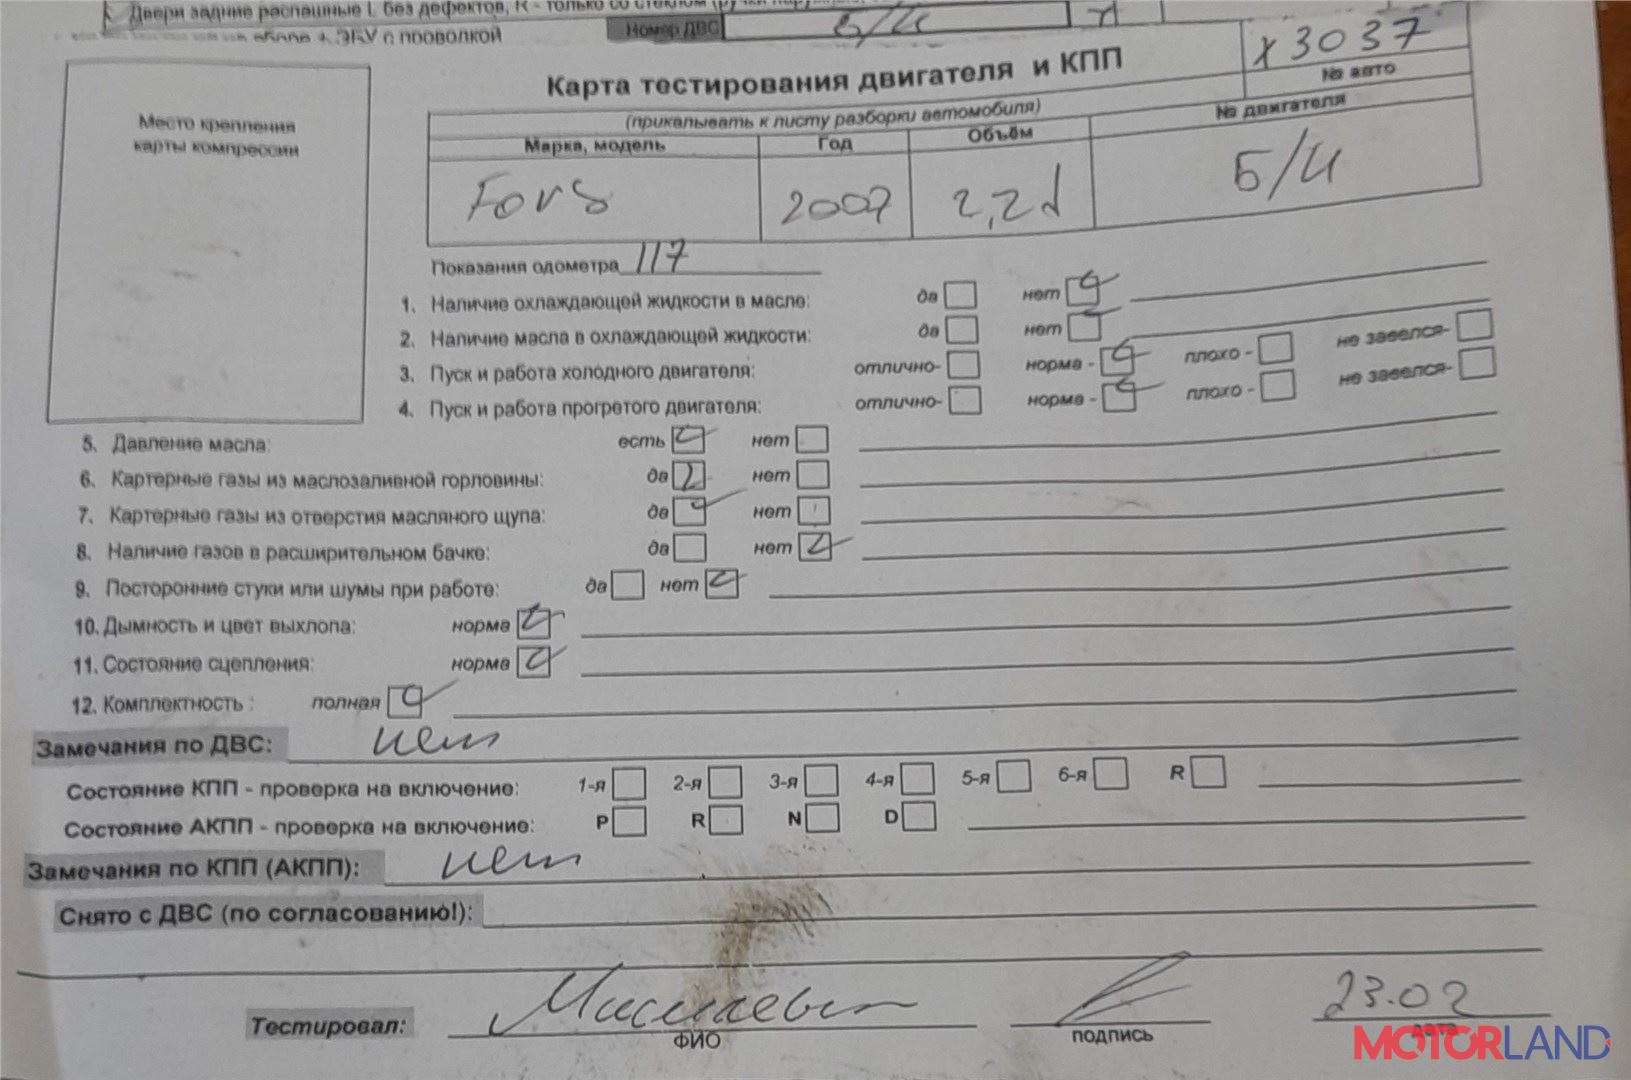 Двери задние распашные L без дефектов, R - только со стеклом
в сборе + ЭБУ с проводкой
Номер ДВС Б/Н
Место крепления
карты компрессии
Карта тестирования двигателя и КПП
х3037
№ авто
(прикалывать к листу разборки автомобиля)
Марка, модель Год Объём № двигателя
2007 2,2d Б/Н
Показания одометра 117
1. Наличие охлаждающей жидкости в масле: да нет
2. Наличие масла в охлаждающей жидкости: да нет
3. Пуск и работа холодного двигателя: отлично- норма - плохо - не завелся-
4. Пуск и работа прогретого двигателя: отлично- норма - плохо - не завелся-
5. Давление масла: есть нет
6. Картерные газы из маслозаливной горловины: да нет
7. Картерные газы из отверстия масляного щупа: да нет
8. Наличие газов в расширительном бачке: да нет
9. Посторонние стуки или шумы при работе: да нет
10. Дымность и цвет выхлопа: норма
11. Состояние сцепления: норма
12. Комплектность : полная
Замечания по ДВС: нет
Состояние КПП - проверка на включение: 1-я 2-я 3-я 4-я 5-я 6-я R
Состояние АКПП - проверка на включение: P R N D
Замечания по КПП (АКПП): нет
Снято с ДВС (по согласованию!):
Тестировал: 23.02
ФИО подпись дата
MOTORLAND